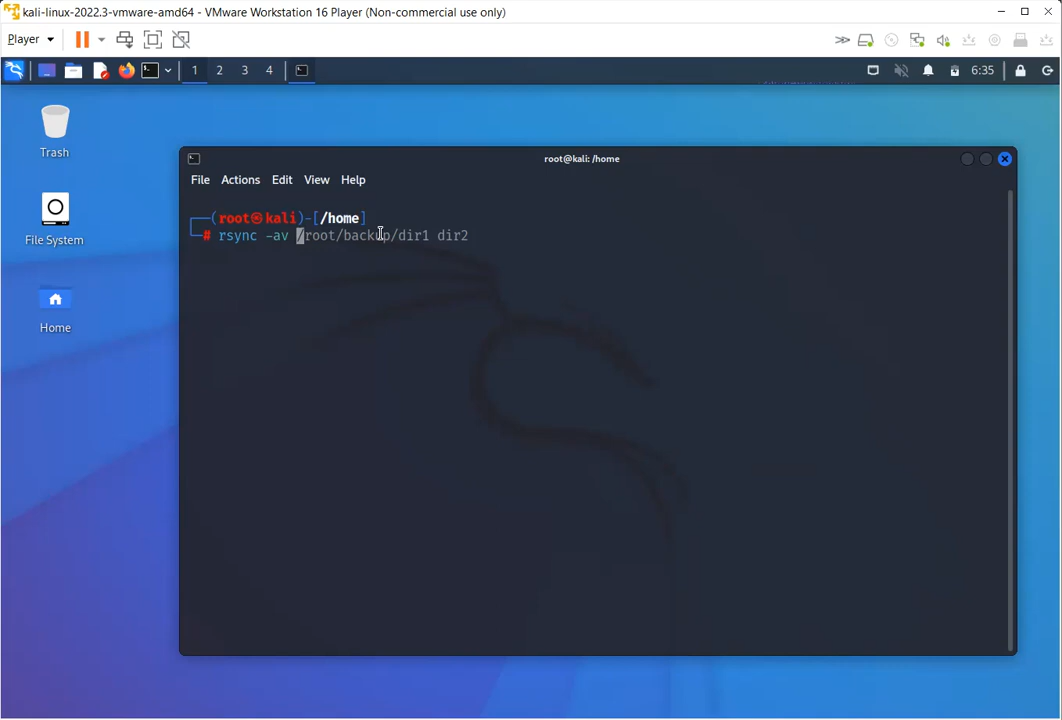 kali-linux-2022.3-vmware-amd64 - VMware Workstation 16 Player (Non-commercial use only)
Player
1 2 3 4
6:35
Trash
File System
Home
root@kali: /home
File Actions Edit View Help
(root㉿kali)-[/home]
# rsync -av /root/backup/dir1 dir2